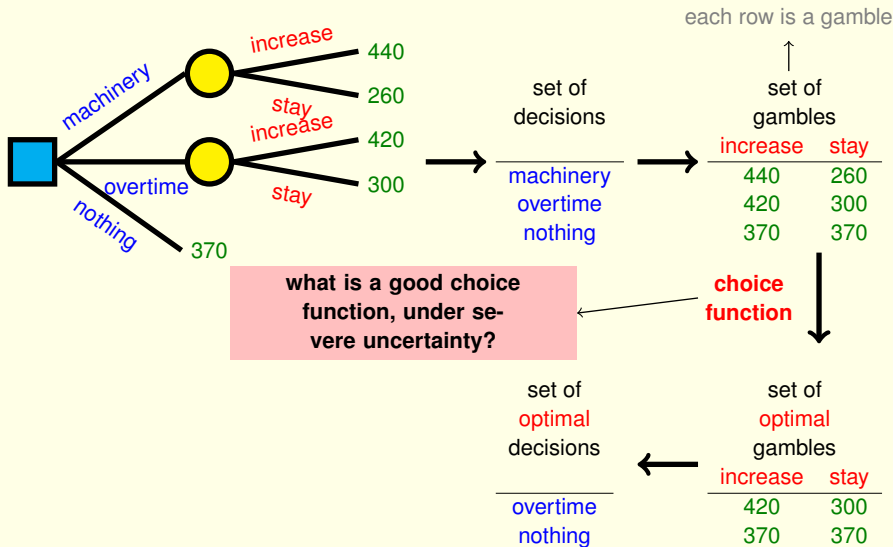 each row is a gamble
increase
440
machinery
stay
260
increase
420
overtime
stay
300
nothing
370
set of
decisions
machinery
overtime
nothing
set of
gambles
increase stay
440 260
420 300
370 370
what is a good choice
function, under se-
vere uncertainty?
choice
function
set of
optimal
decisions
overtime
nothing
set of
optimal
gambles
increase stay
420 300
370 370